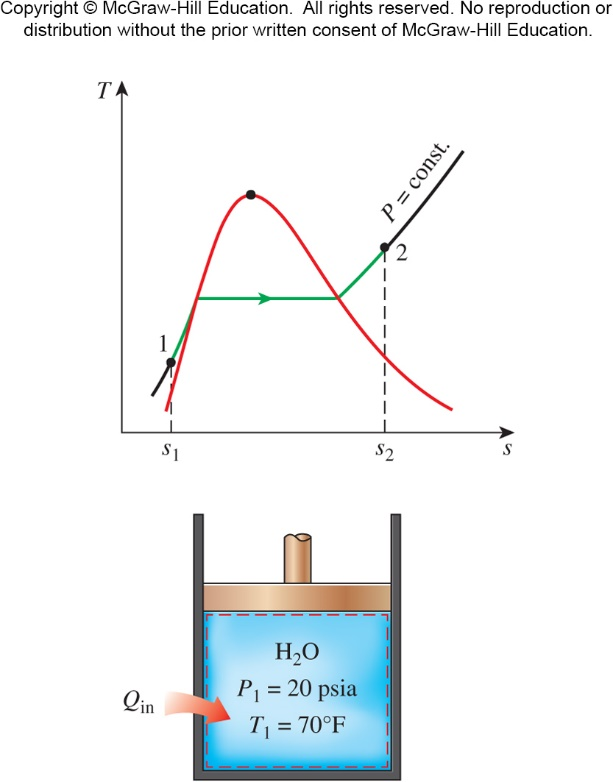 Copyright © McGraw-Hill Education.  All rights reserved. No reproduction or
distribution without the prior written consent of McGraw-Hill Education.
T
P = const.
2
1
s₁
s₂
s
H₂O
P₁ = 20 psia
Q_in
T₁ = 70°F